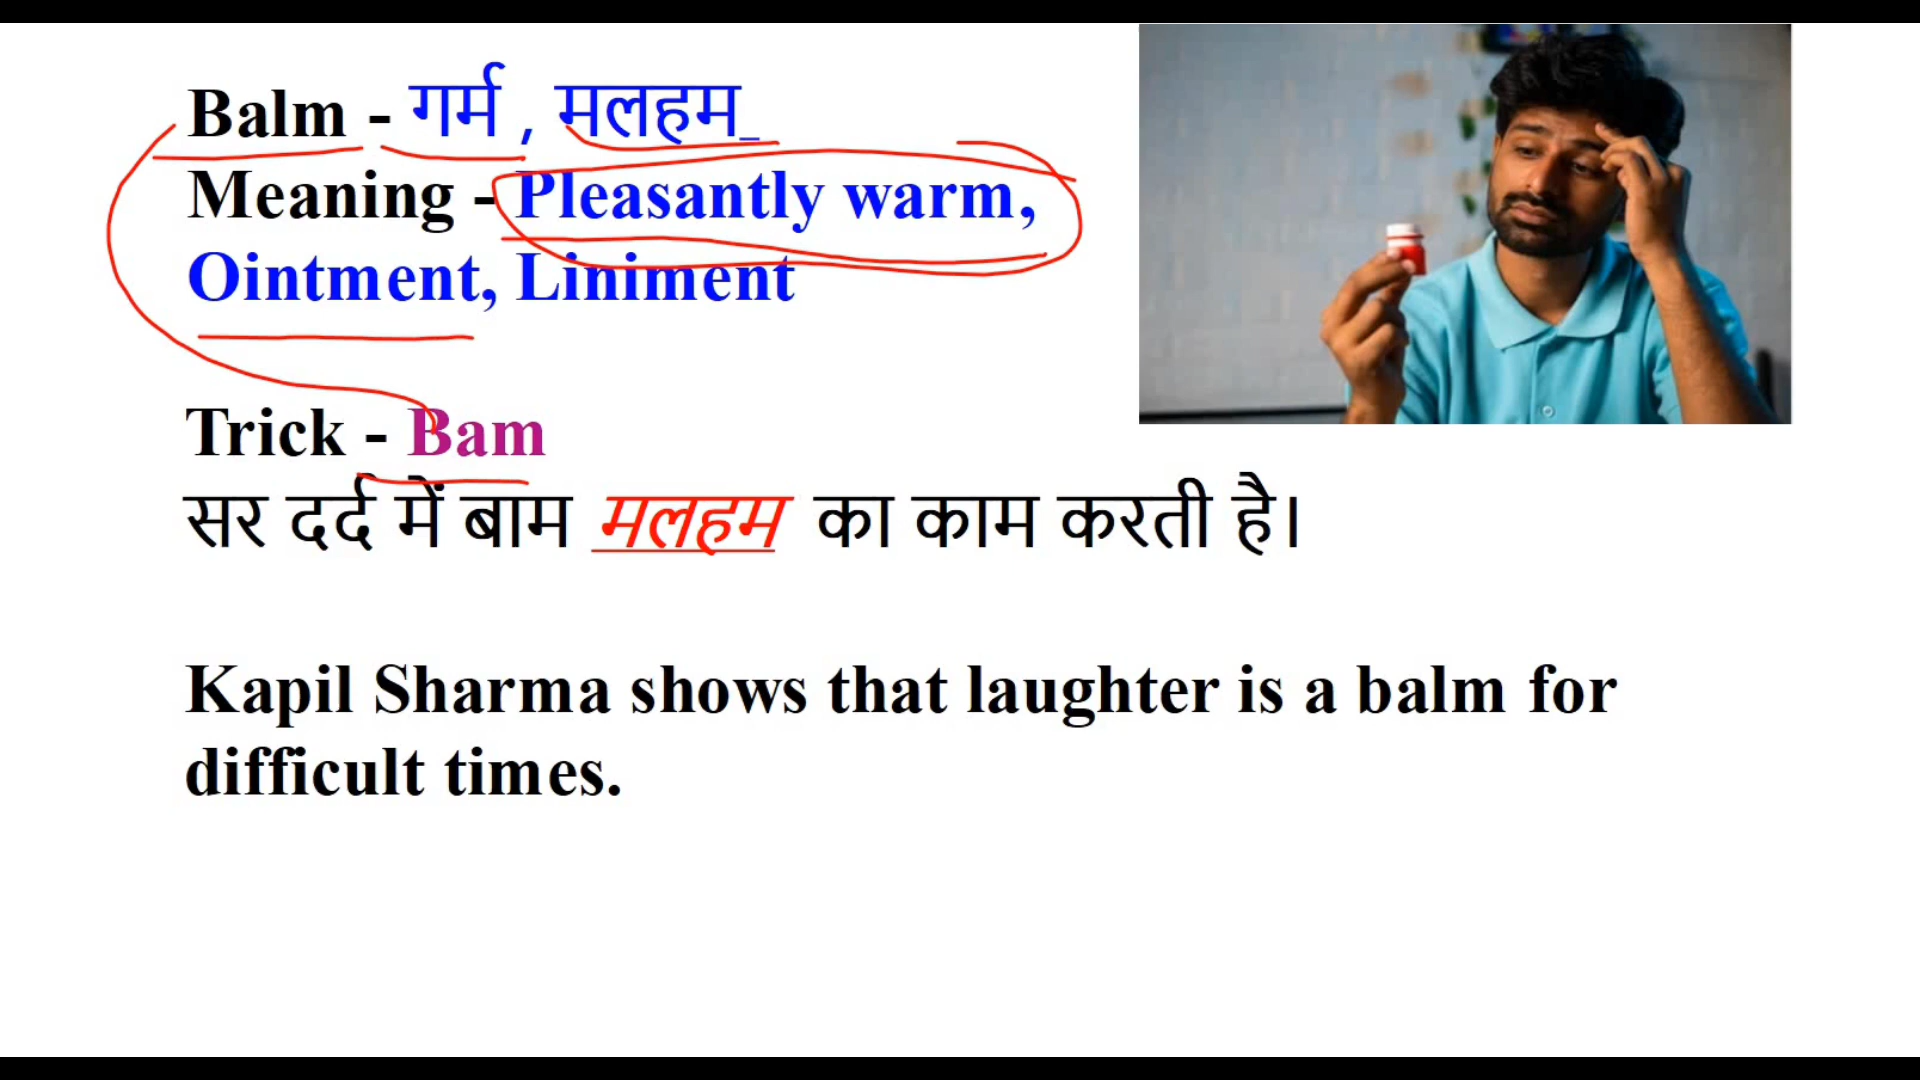 Balm - गर्म , मलहम
Meaning - Pleasantly warm,
Ointment, Liniment
Trick - Bam
सर दर्द में बाम मलहम का काम करती है।
Kapil Sharma shows that laughter is a balm for
difficult times.